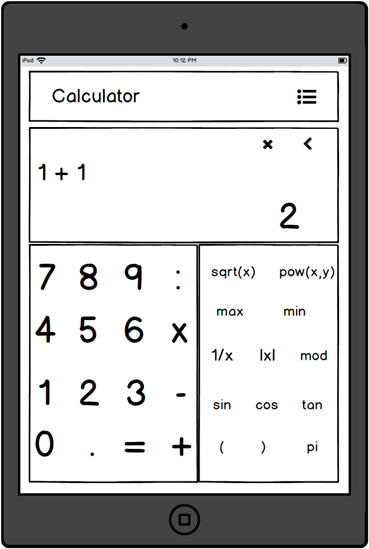 iPod 10:12 PM
Calculator
× <
1 + 1
2
7 8 9 :
4 5 6 x
1 2 3 -
0 . = +
sqrt(x) pow(x,y)
max min
1/x |x| mod
sin cos tan
( ) pi